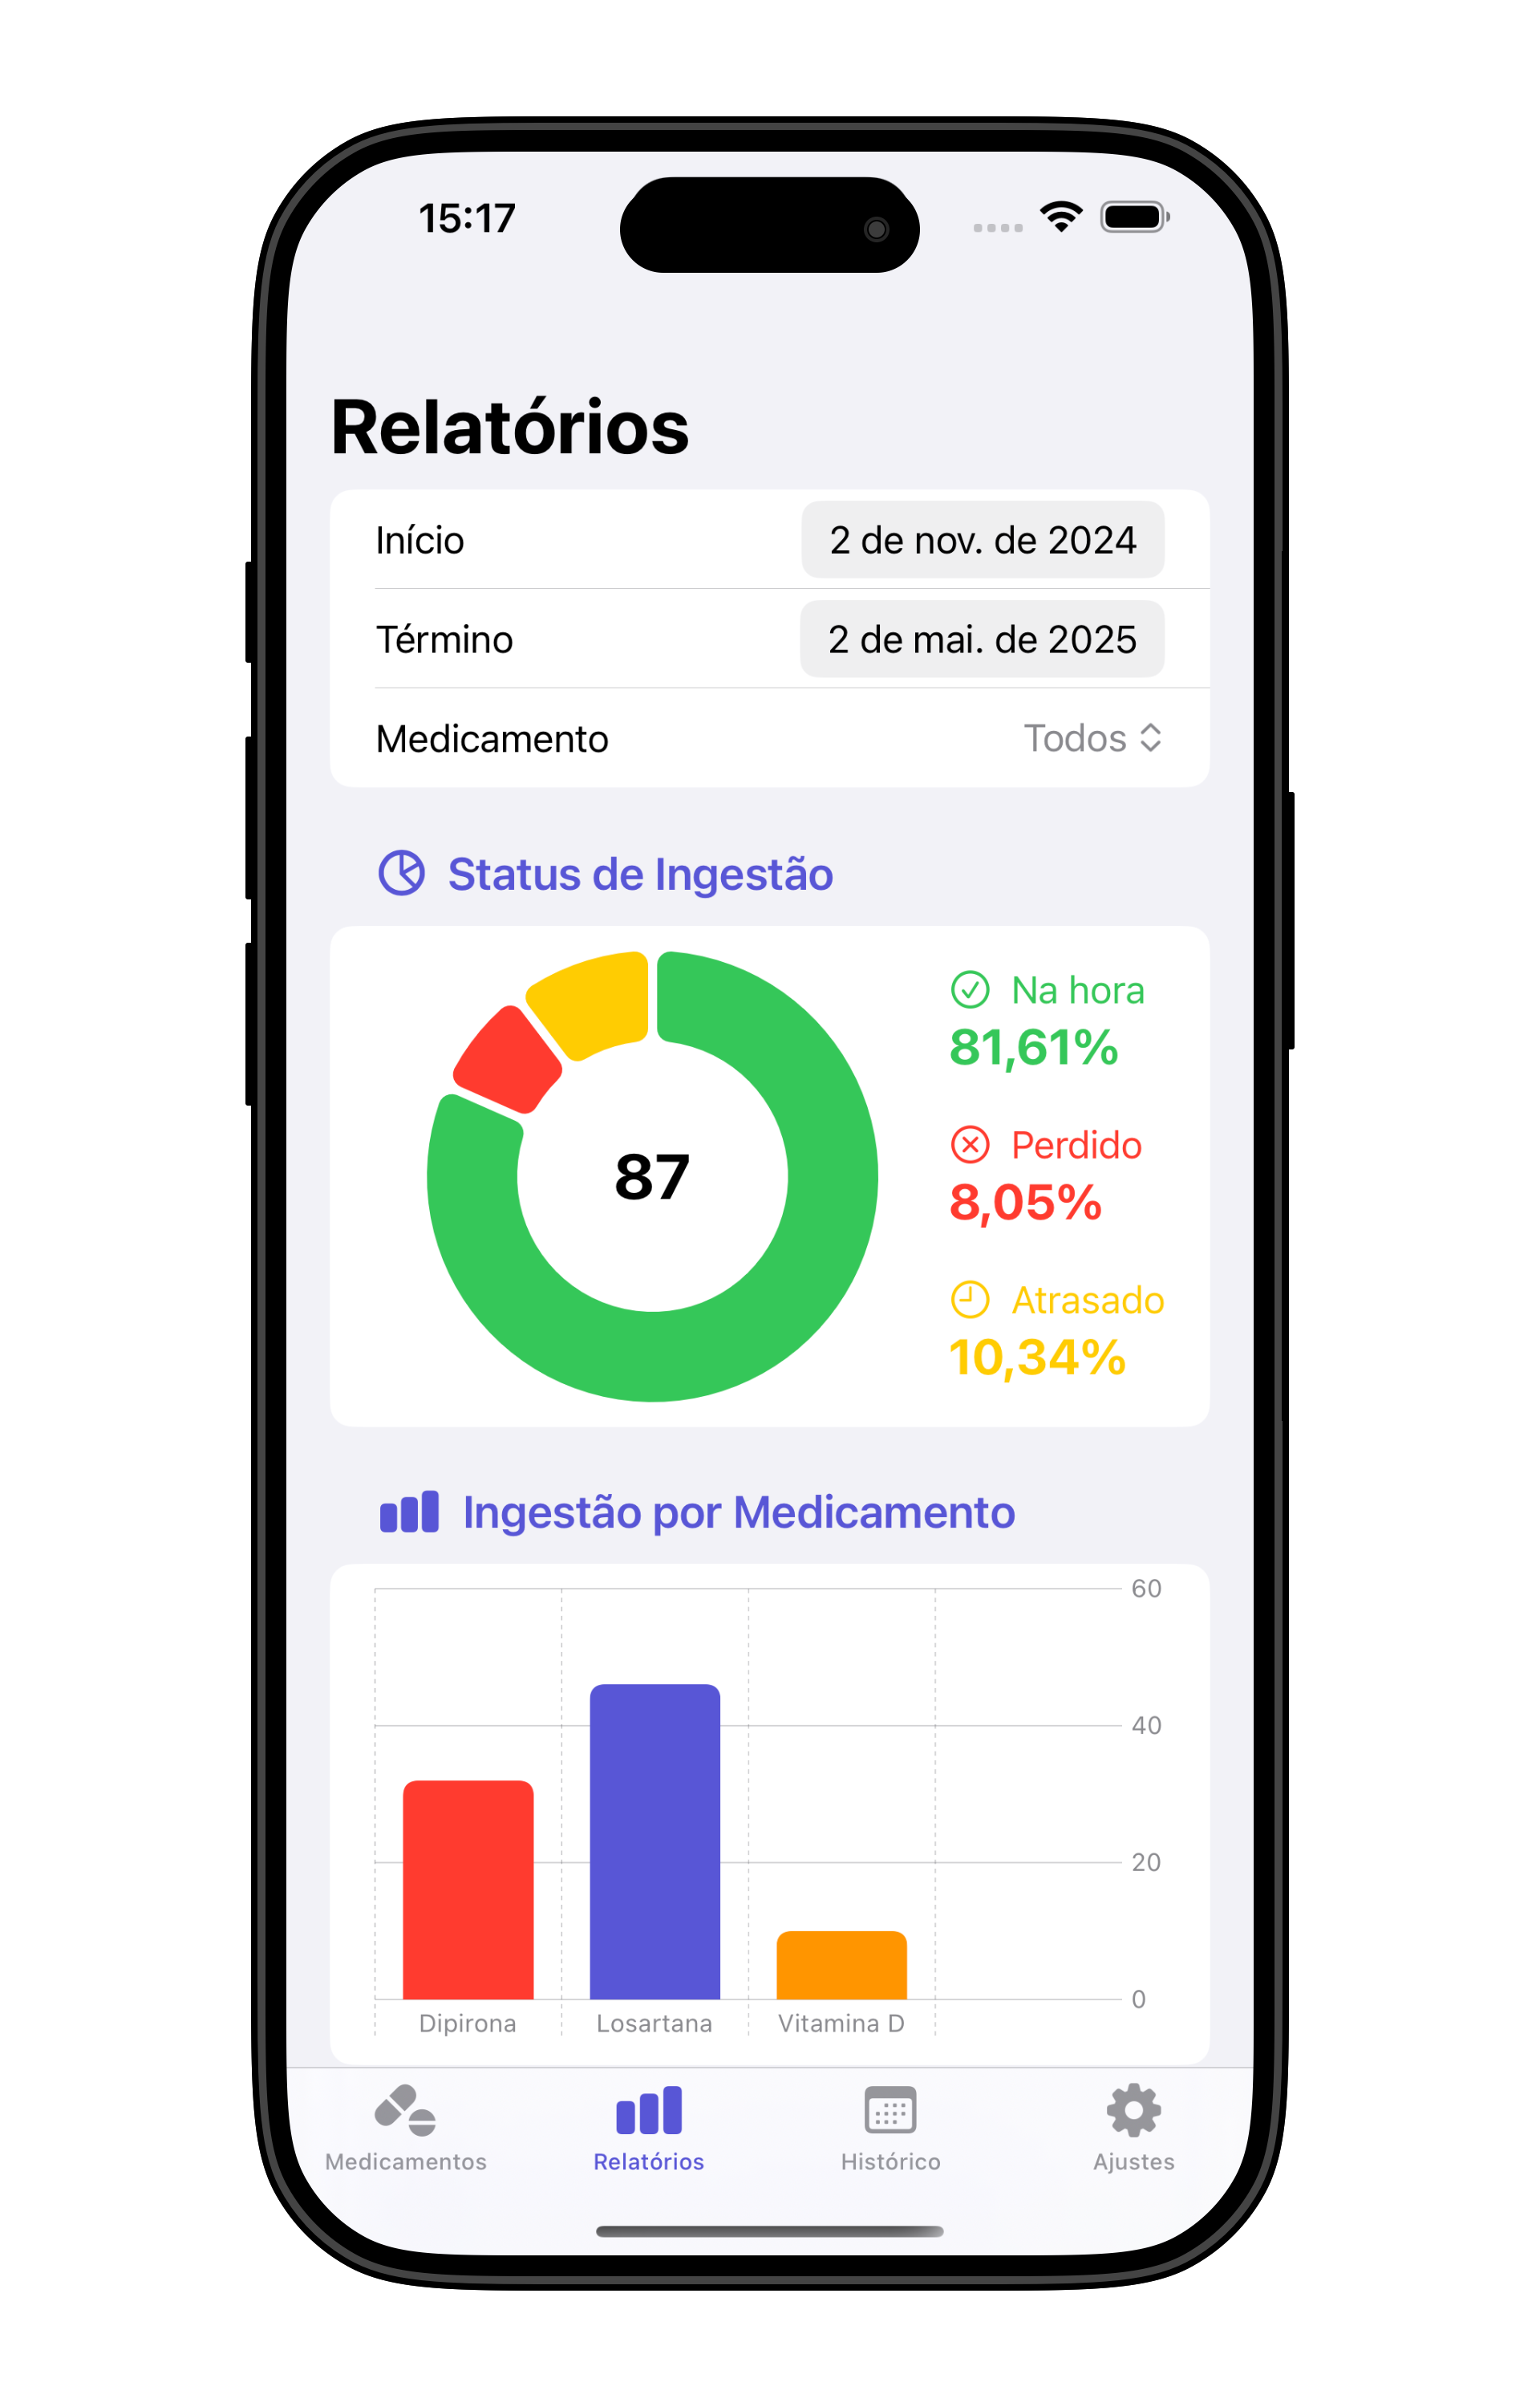 15:17
Relatórios
Início
2 de nov. de 2024
Término
2 de mai. de 2025
Medicamento
Todos
Status de Ingestão
87
Na hora
81,61%
Perdido
8,05%
Atrasado
10,34%
Ingestão por Medicamento
60
40
20
0
Dipirona
Losartana
Vitamina D
Medicamentos
Relatórios
Histórico
Ajustes